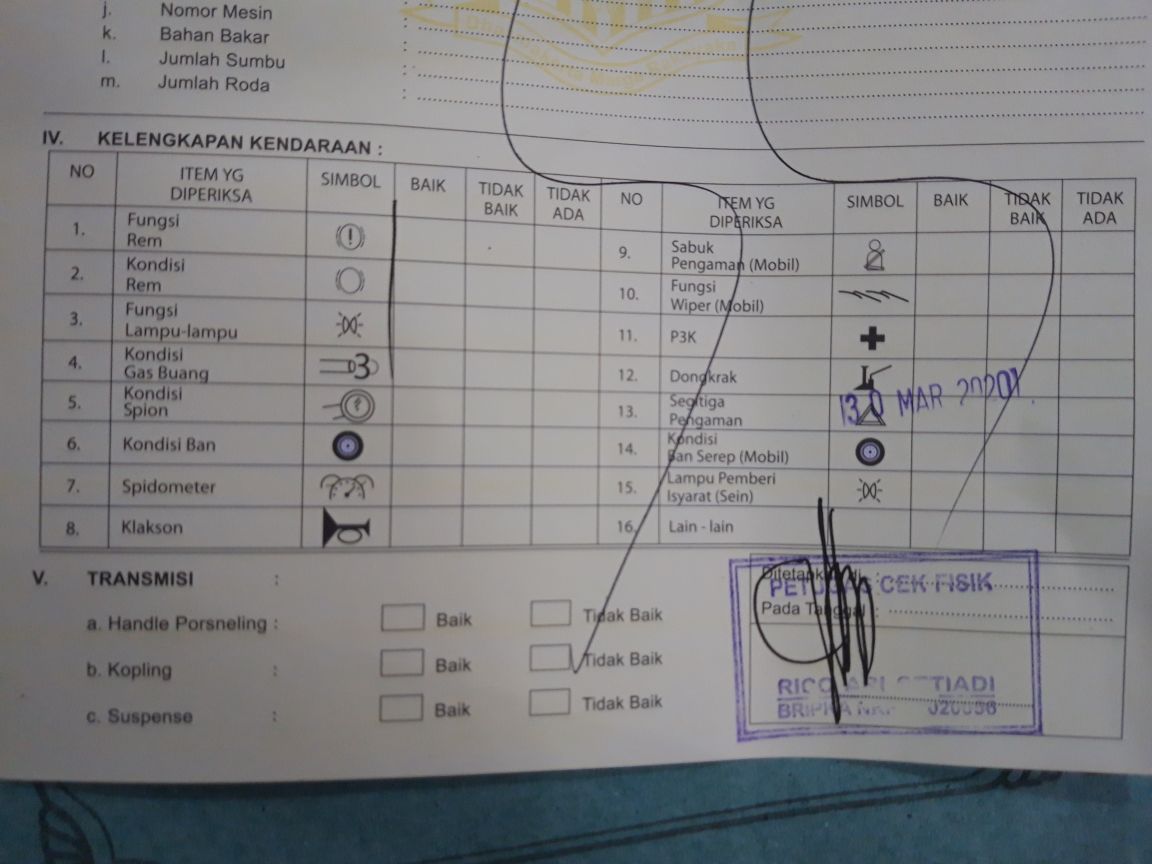 j. Nomor Mesin
k. Bahan Bakar :
l. Jumlah Sumbu :
m. Jumlah Roda :
IV. KELENGKAPAN KENDARAAN :
NO ITEM YG DIPERIKSA SIMBOL BAIK TIDAK BAIK TIDAK ADA
1. Fungsi Rem
2. Kondisi Rem
3. Fungsi Lampu-lampu
4. Kondisi Gas Buang
5. Kondisi Spion
6. Kondisi Ban
7. Spidometer
8. Klakson
NO ITEM YG DIPERIKSA SIMBOL BAIK TIDAK BAIK TIDAK ADA
9. Sabuk Pengaman (Mobil)
10. Fungsi Wiper (Mobil)
11. P3K
12. Dongkrak
13. Segitiga Pengaman
14. Kondisi Ban Serep (Mobil)
15. Lampu Pemberi Isyarat (Sein)
16. Lain - lain
MAR
V. TRANSMISI :
a. Handle Porsneling : Baik Tidak Baik
b. Kopling : Baik Tidak Baik
c. Suspense : Baik Tidak Baik
Ditetapkan di :
PETUGAS CEK FISIK
Pada Tanggal :
SETIADI
BRIPKA